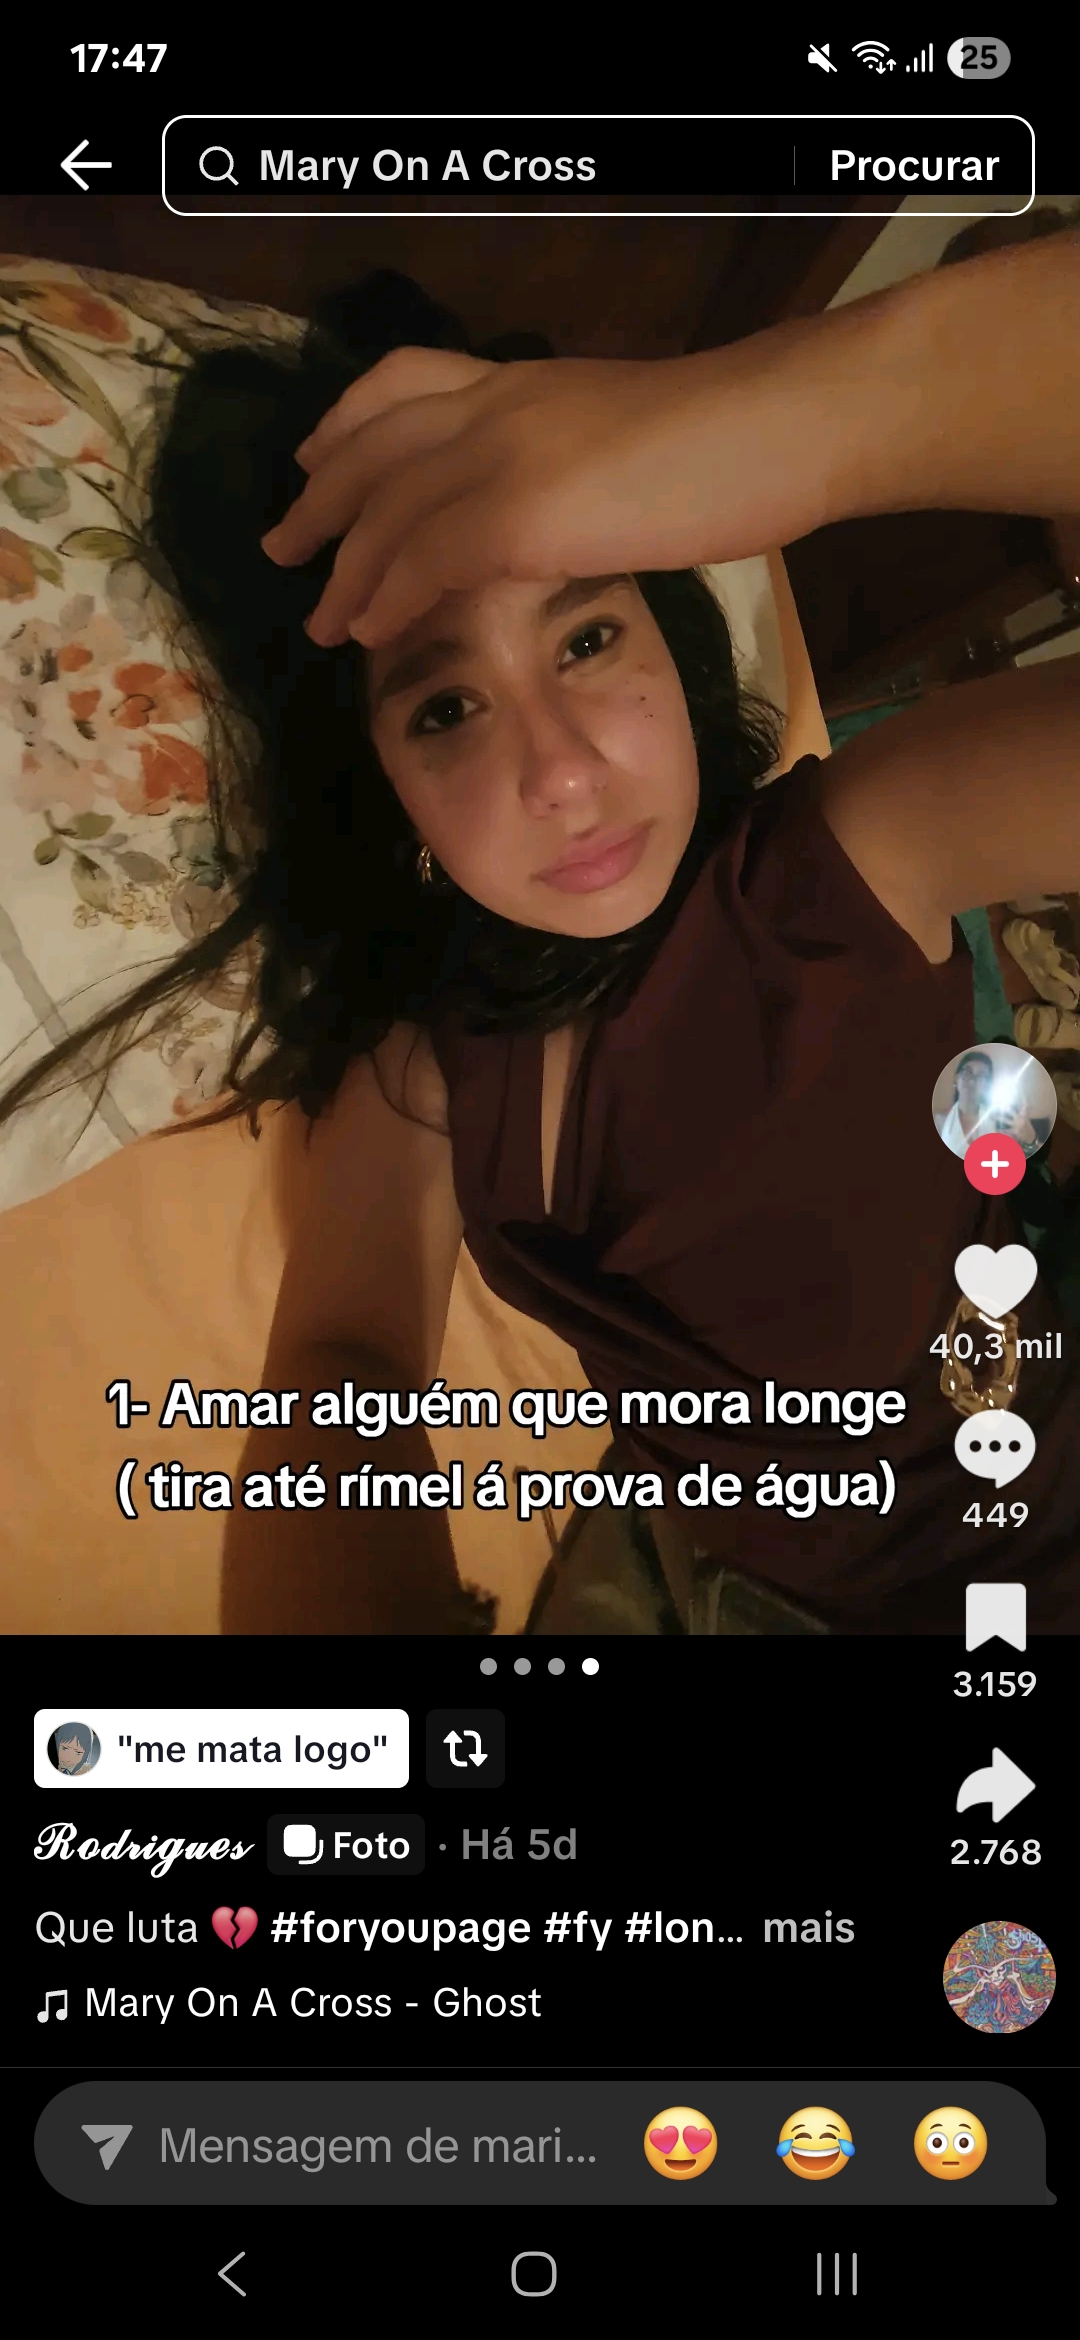 17:47
25
Mary On A Cross
Procurar
1- Amar alguém que mora longe
( tira até rímel á prova de água)
40,3 mil
449
3.159
2.768
"me mata logo"
Rodrigues Foto · Há 5d
Que luta 💔 #foryoupage #fy #lon... mais
Mary On A Cross - Ghost
Mensagem de mari...